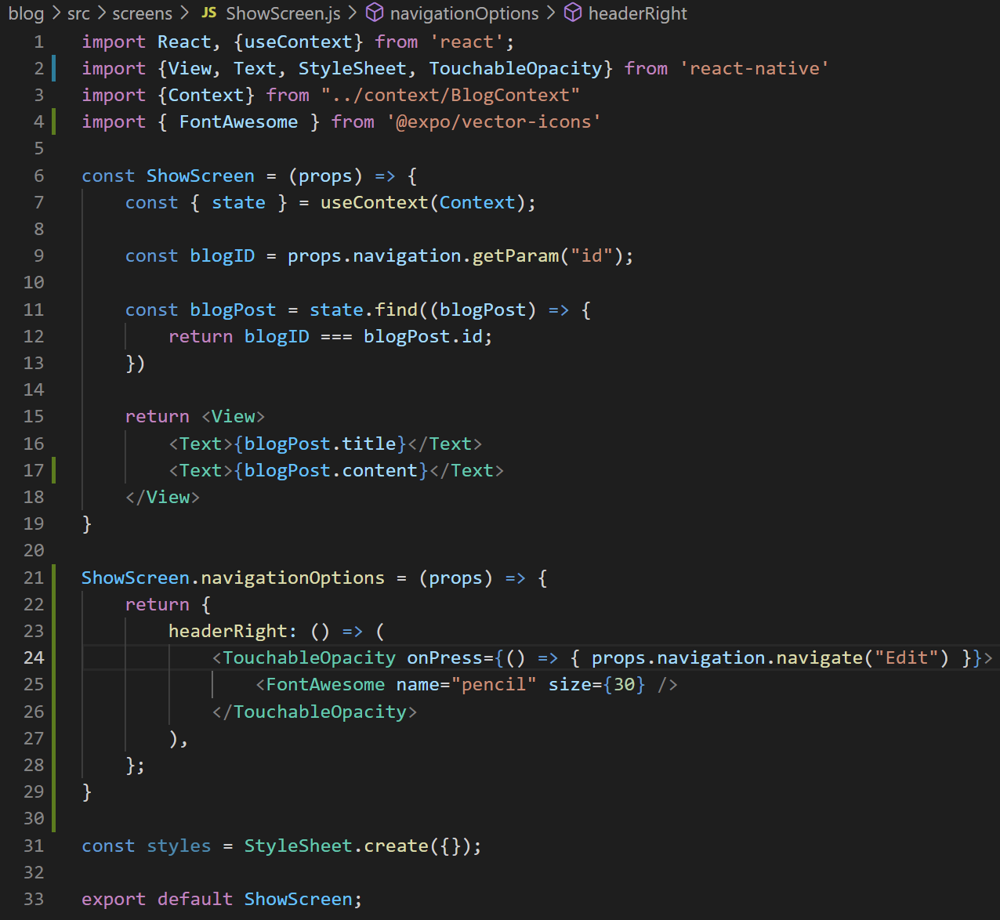 blog > src > screens > JS ShowScreen.js > navigationOptions > headerRight
1 import React, {useContext} from 'react';
2 import {View, Text, StyleSheet, TouchableOpacity} from 'react-native'
3 import {Context} from "../context/BlogContext"
4 import { FontAwesome } from '@expo/vector-icons'
5
6 const ShowScreen = (props) => {
7     const { state } = useContext(Context);
8
9     const blogID = props.navigation.getParam("id");
10
11     const blogPost = state.find((blogPost) => {
12         return blogID === blogPost.id;
13     })
14
15     return <View>
16         <Text>{blogPost.title}</Text>
17         <Text>{blogPost.content}</Text>
18     </View>
19 }
20
21 ShowScreen.navigationOptions = (props) => {
22     return {
23         headerRight: () => (
24             <TouchableOpacity onPress={() => { props.navigation.navigate("Edit") }}>
25                 <FontAwesome name="pencil" size={30} />
26             </TouchableOpacity>
27         ),
28     };
29 }
30
31 const styles = StyleSheet.create({});
32
33 export default ShowScreen;